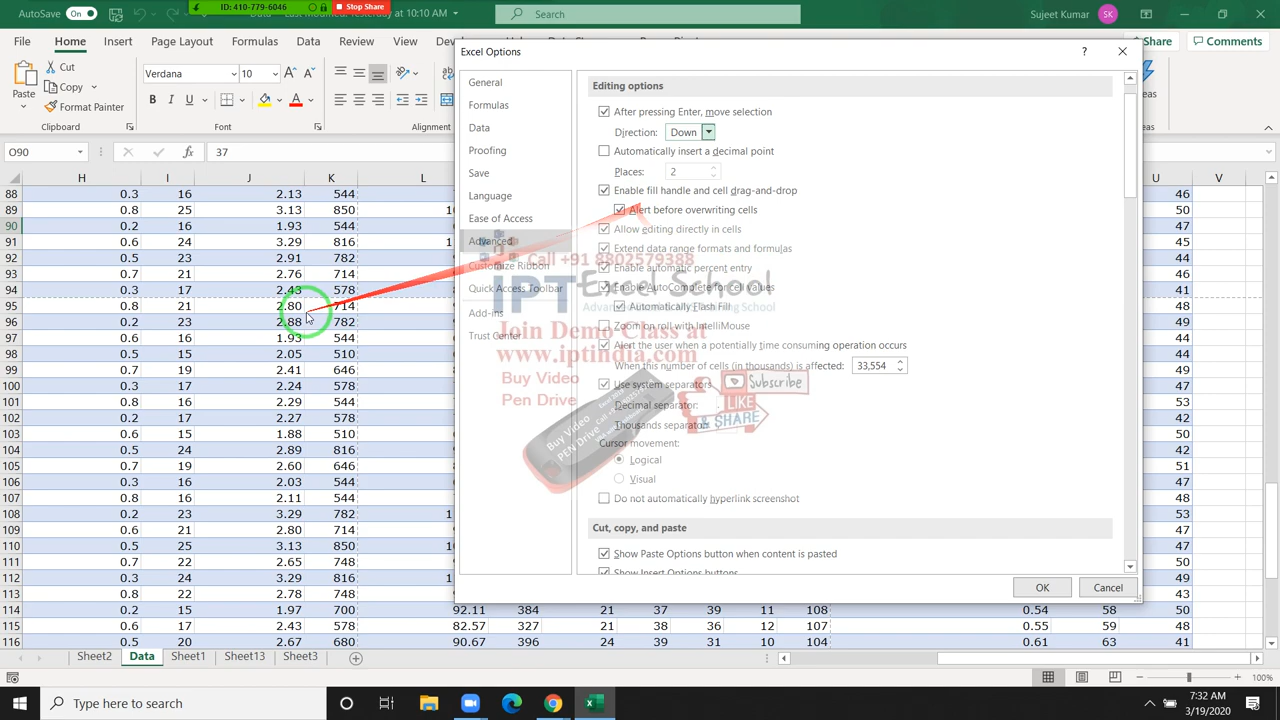 AutoSave On
ID: 410-779-6046 Stop Share
Last Modified: Yesterday at 10:10 AM
Search
Sujeet Kumar SK
File Home Insert Page Layout Formulas Data Review View
Share Comments
Cut
Copy
Format Painter
Paste
Clipboard
Verdana 10
B I U
Font
Alignment
Ideas
O90 fx 37
Excel Options
General
Formulas
Data
Proofing
Save
Language
Ease of Access
Advanced
Customize Ribbon
Quick Access Toolbar
Add-ins
Trust Center
Editing options
After pressing Enter, move selection
Direction: Down
Automatically insert a decimal point
Places: 2
Enable fill handle and cell drag-and-drop
Alert before overwriting cells
Allow editing directly in cells
Extend data range formats and formulas
Enable automatic percent entry
Enable AutoComplete for cell values
Automatically Flash Fill
Zoom on roll with IntelliMouse
Alert the user when a potentially time consuming operation occurs
When this number of cells (in thousands) is affected: 33,554
Use system separators
Decimal separator: .
Thousands separator:
Cursor movement:
Logical
Visual
Do not automatically hyperlink screenshot
Cut, copy, and paste
Show Paste Options button when content is pasted
Show Insert Options buttons
OK Cancel
Call +91 8802579388
IPT Excel School
Join Demo Class at
www.iptindia.com
Buy Video
Pen Drive
Buy Video
PEN Drive
Subscribe
LIKE
& SHARE
H I J K L U V
88 0.3 16 2.13 544 46
89 0.8 25 3.13 850 50
90 0.2 16 1.93 544 45
91 0.6 24 3.29 816 44
92 0.5 23 2.91 782 44
93 0.7 21 2.76 714 46
94 0.3 17 2.43 578 41
95 0.8 21 2.80 714 48
96 0.2 23 782 48
97 0.6 16 1.93 544 44
98 0.5 15 2.05 510 44
99 0.7 18 2.41 641 49
100 0.3 17 2.24 578 47
101 0.8 17 2.29 578 53
102 0.2 17 2.27 578 42
103 0.6 15 1.88 510 47
104 0.5 24 2.89 816 42
105 0.7 19 2.60 646 51
106 0.3 16 2.03 544 47
107 0.8 16 2.11 544 48
108 0.2 23 3.29 782 53
109 0.6 21 2.80 714 47
110 0.5 25 3.13 850 47
111 0.7 22 2.65 748 48
112 0.3 24 3.29 816 44
113 0.8 22 2.78 748 50
114 0.2 15 1.97 700 92.11 384 21 37 39 11 108 0.54 58 50
115 0.6 17 2.43 578 82.57 327 21 38 36 12 107 0.55 59 48
116 0.5 20 2.67 680 90.67 396 24 39 31 10 104 0.61 63 41
Sheet2 Data Sheet1 Sheet13 Sheet3
100%
Type here to search
7:32 AM
3/19/2020